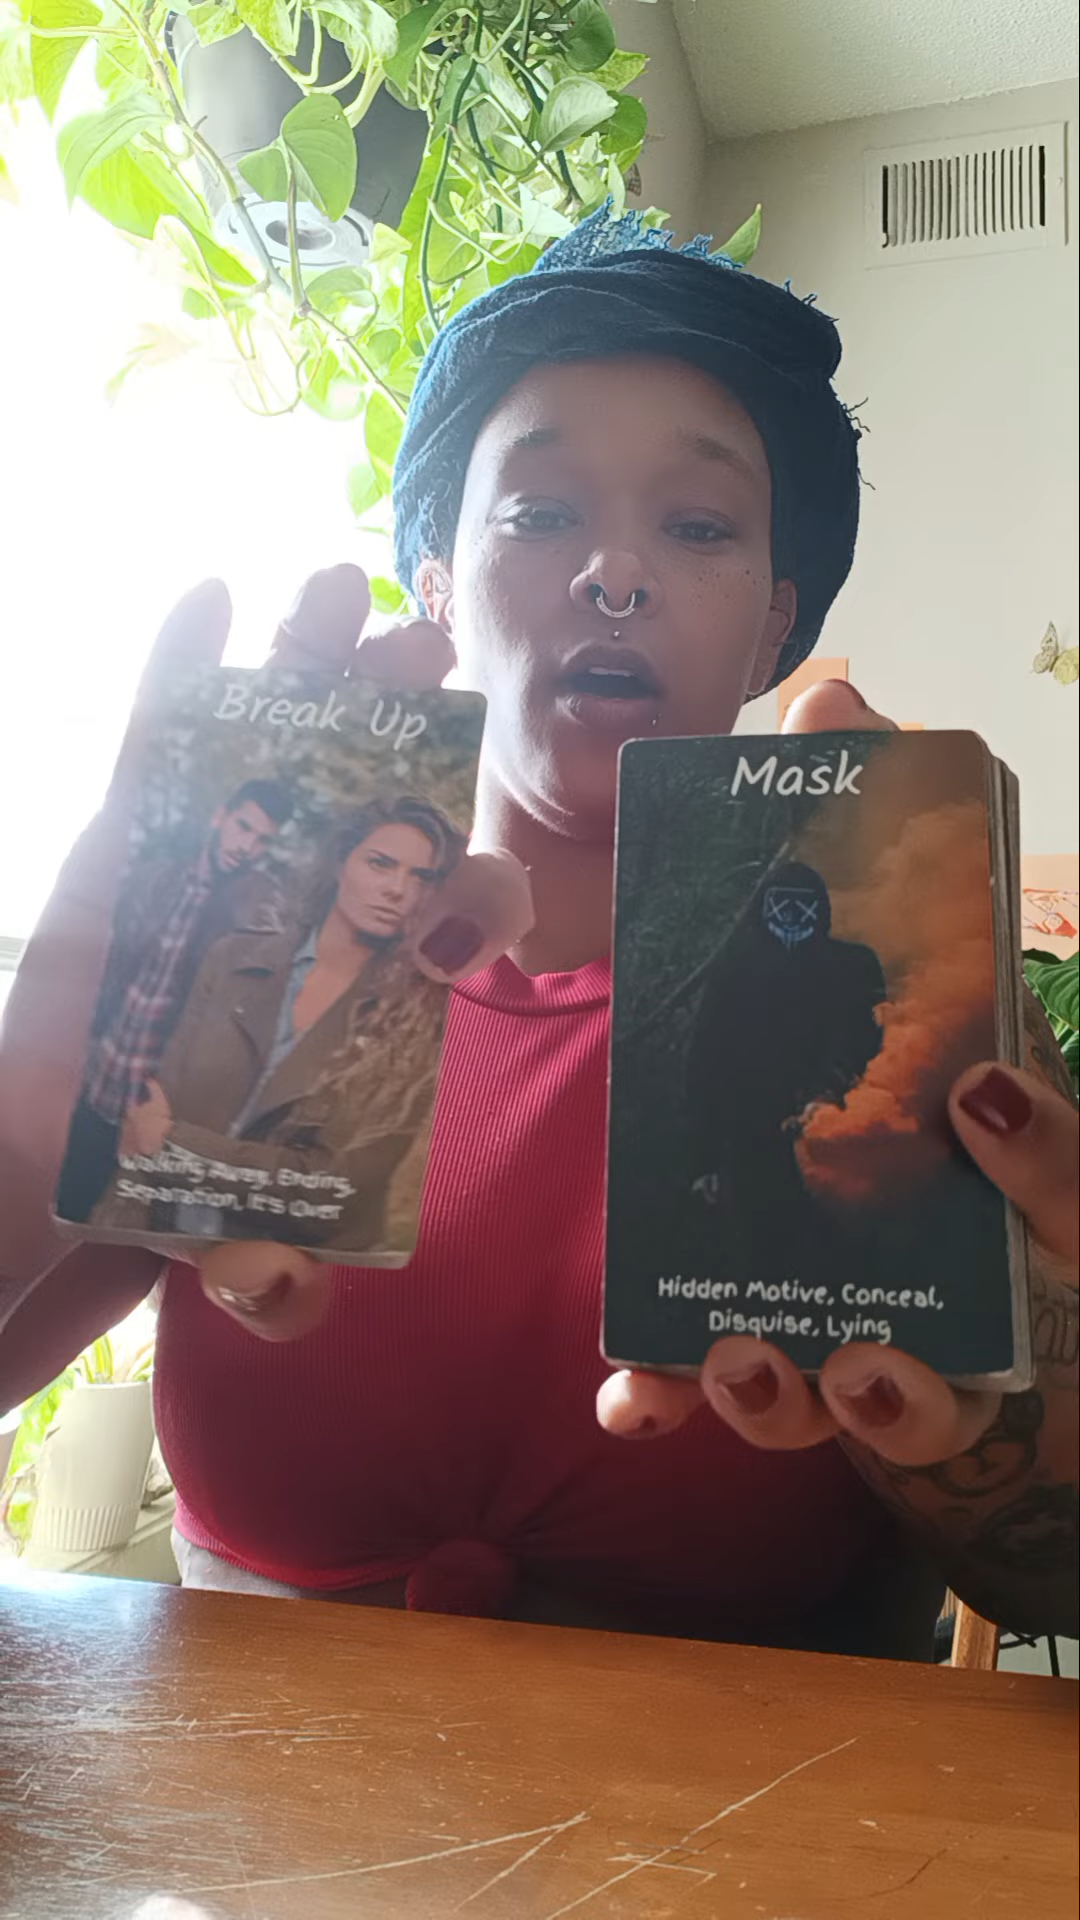 Break Up
Walking Away, Ending,
Separation, It's Over
Mask
Hidden Motive, Conceal,
Disguise, Lying